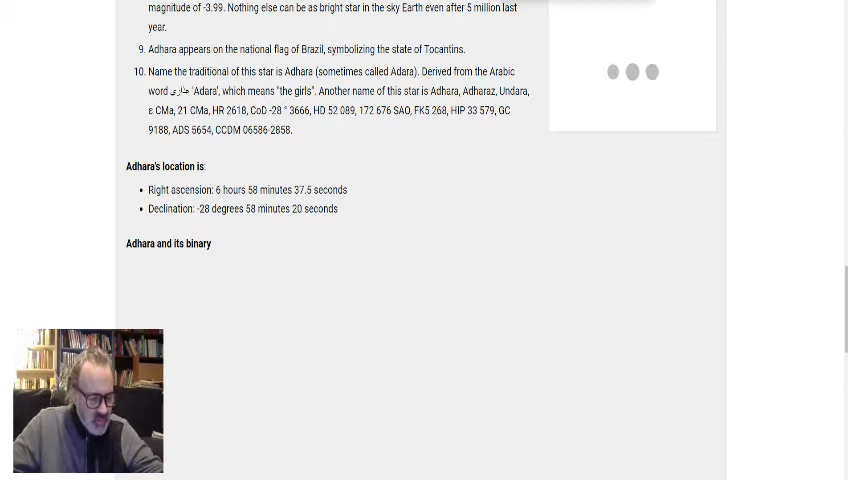 magnitude of -3.99. Nothing else can be as bright star in the sky Earth even after 5 million last
year.
9. Adhara appears on the national flag of Brazil, symbolizing the state of Tocantins.
10. Name the traditional of this star is Adhara (sometimes called Adara). Derived from the Arabic
word عذارى 'Adara', which means "the girls". Another name of this star is Adhara, Adharaz, Undara,
ε CMa, 21 CMa, HR 2618, CoD -28 ° 3666, HD 52 089, 172 676 SAO, FK5 268, HIP 33 579, GC
9188, ADS 5654, CCDM 06586-2858.
Adhara's location is:
• Right ascension: 6 hours 58 minutes 37.5 seconds
• Declination: -28 degrees 58 minutes 20 seconds
Adhara and its binary